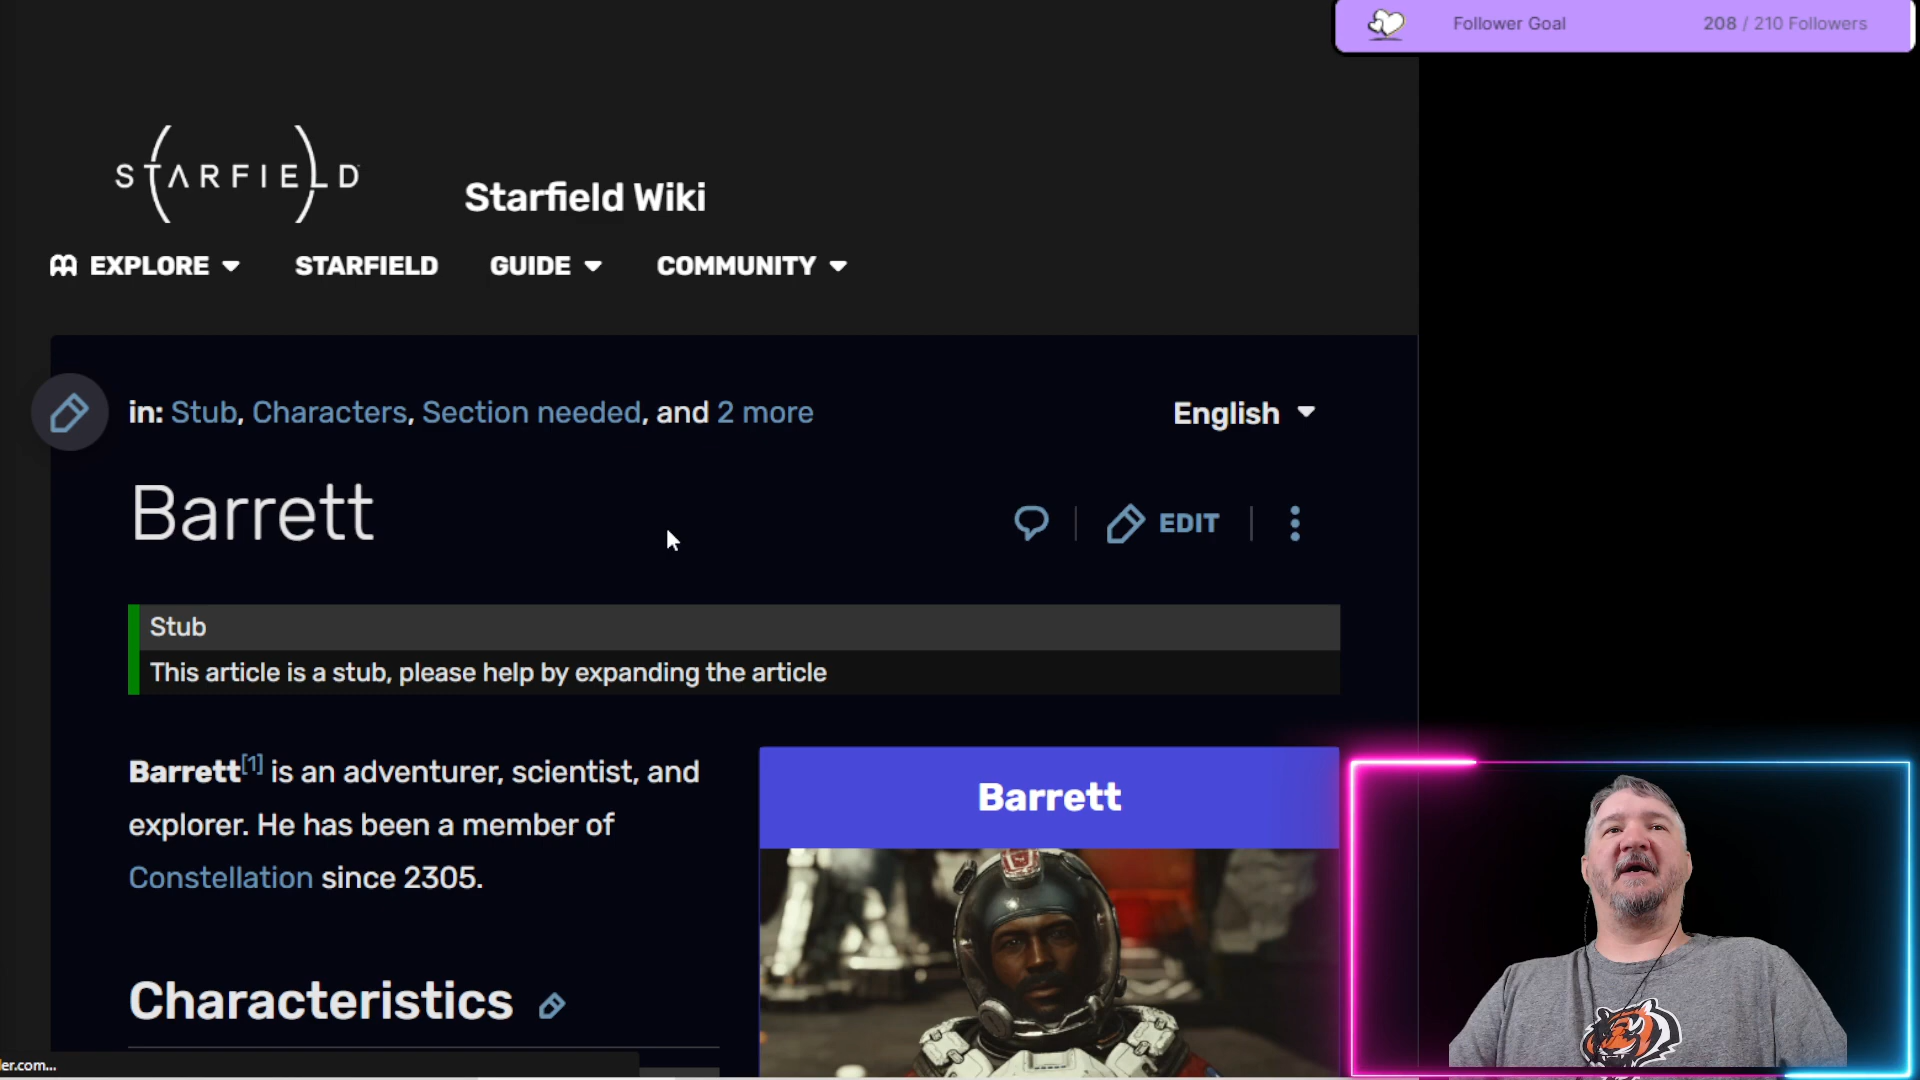 Follower Goal 208 / 210 Followers
STARFIELD
Starfield Wiki
EXPLORE STARFIELD GUIDE COMMUNITY
in: Stub, Characters, Section needed, and 2 more
English
Barrett
EDIT
Stub
This article is a stub, please help by expanding the article
Barrett[1] is an adventurer, scientist, and
explorer. He has been a member of
Constellation since 2305.
Barrett
Characteristics
er.com...